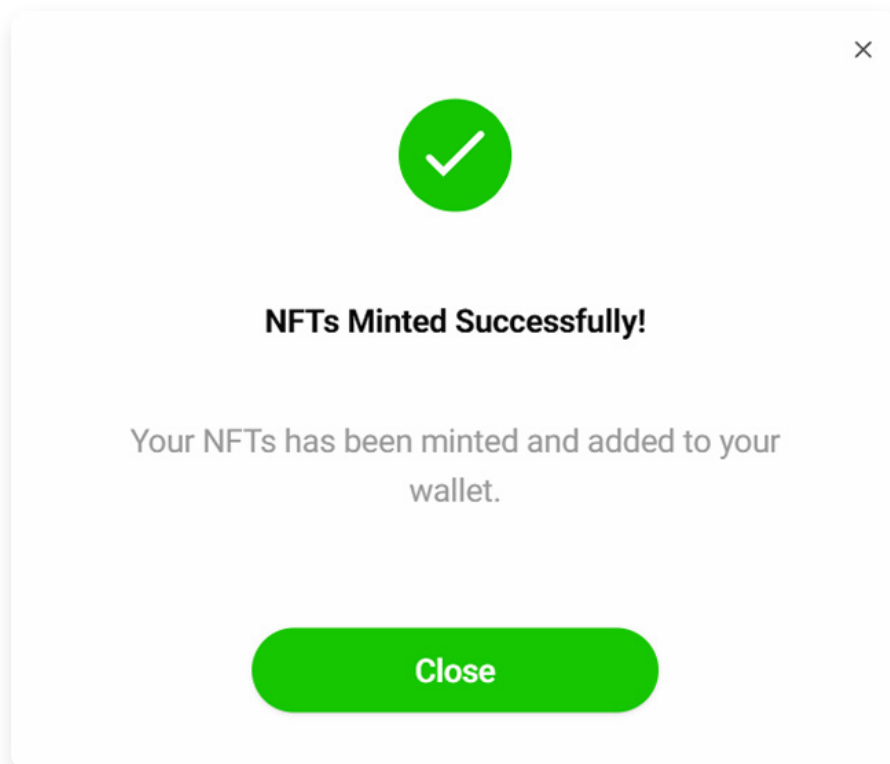 NFTs Minted Successfully!
Your NFTs has been minted and added to your
wallet.
Close